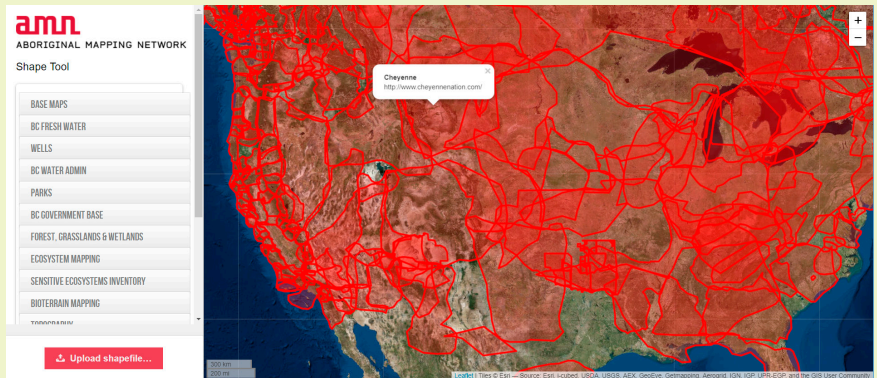 amn
ABORIGINAL MAPPING NETWORK
Shape Tool
BASE MAPS
BC FRESH WATER
WELLS
BC WATER ADMIN
PARKS
BC GOVERNMENT BASE
FOREST, GRASSLANDS & WETLANDS
ECOSYSTEM MAPPING
SENSITIVE ECOSYSTEMS INVENTORY
BIOTERRAIN MAPPING
TOPOGRAPHY
Upload shapefile...
Cheyenne
http://www.cheyennenation.com/
×
+
−
300 km
200 mi
Leaflet | Tiles © Esri — Source: Esri, i-cubed, USDA, USGS, AEX, GeoEye, Getmapping, Aerogrid, IGN, IGP, UPR-EGP, and the GIS User Community